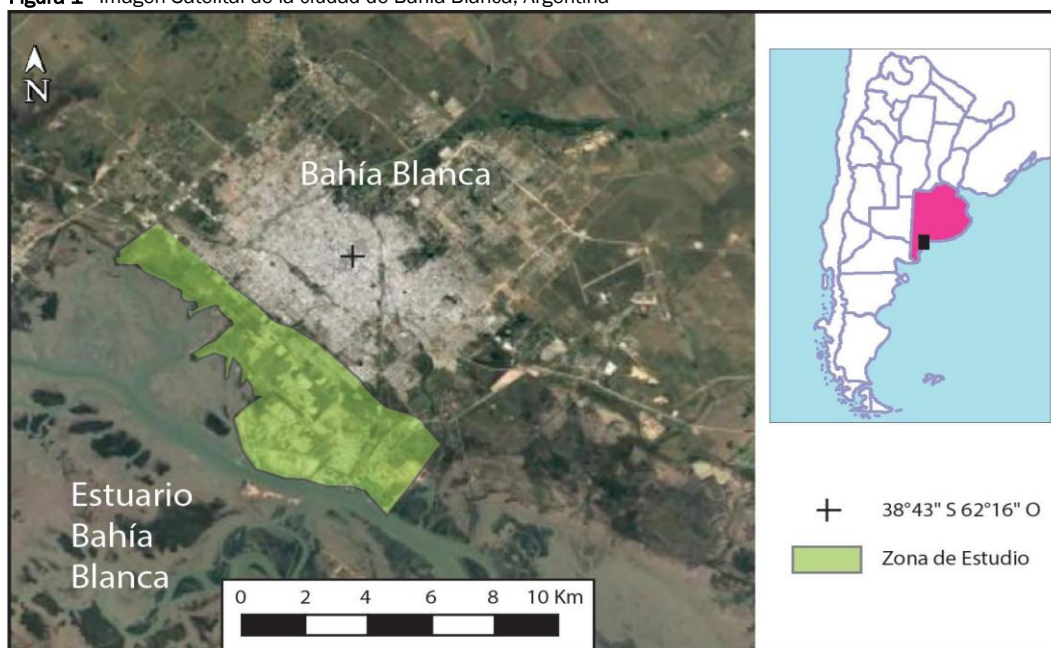 Figura 1 Imagen Satelital de la ciudad de Bahía Blanca, Argentina
N
Bahía Blanca
Estuario
Bahía
Blanca
0 2 4 6 8 10 Km
38°43" S 62°16" O
Zona de Estudio